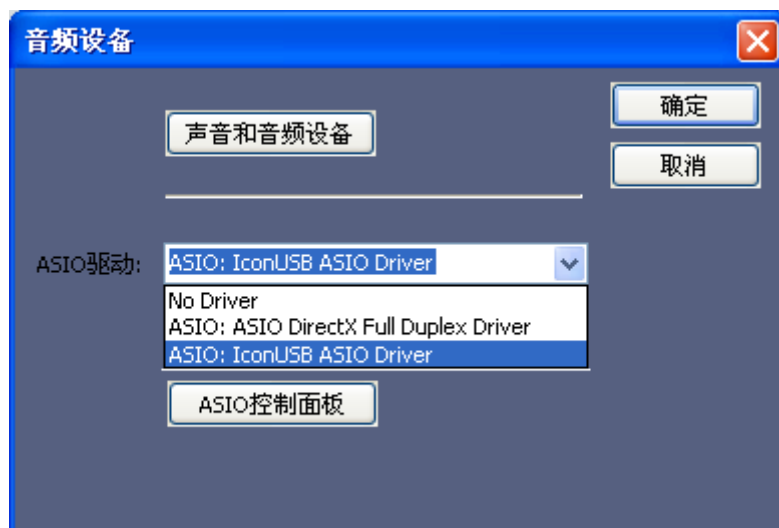 音频设备
声音和音频设备
确定
取消
ASIO驱动:
ASIO: IconUSB ASIO Driver
No Driver
ASIO: ASIO DirectX Full Duplex Driver
ASIO: IconUSB ASIO Driver
ASIO控制面板